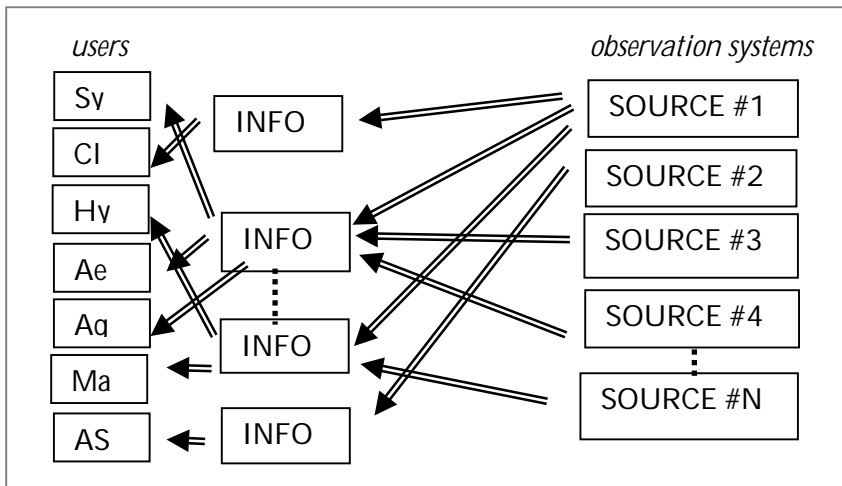 users
observation systems
Sy
Cl
Hy
Ae
Ag
Ma
AS
INFO
INFO
INFO
INFO
SOURCE #1
SOURCE #2
SOURCE #3
SOURCE #4
SOURCE #N